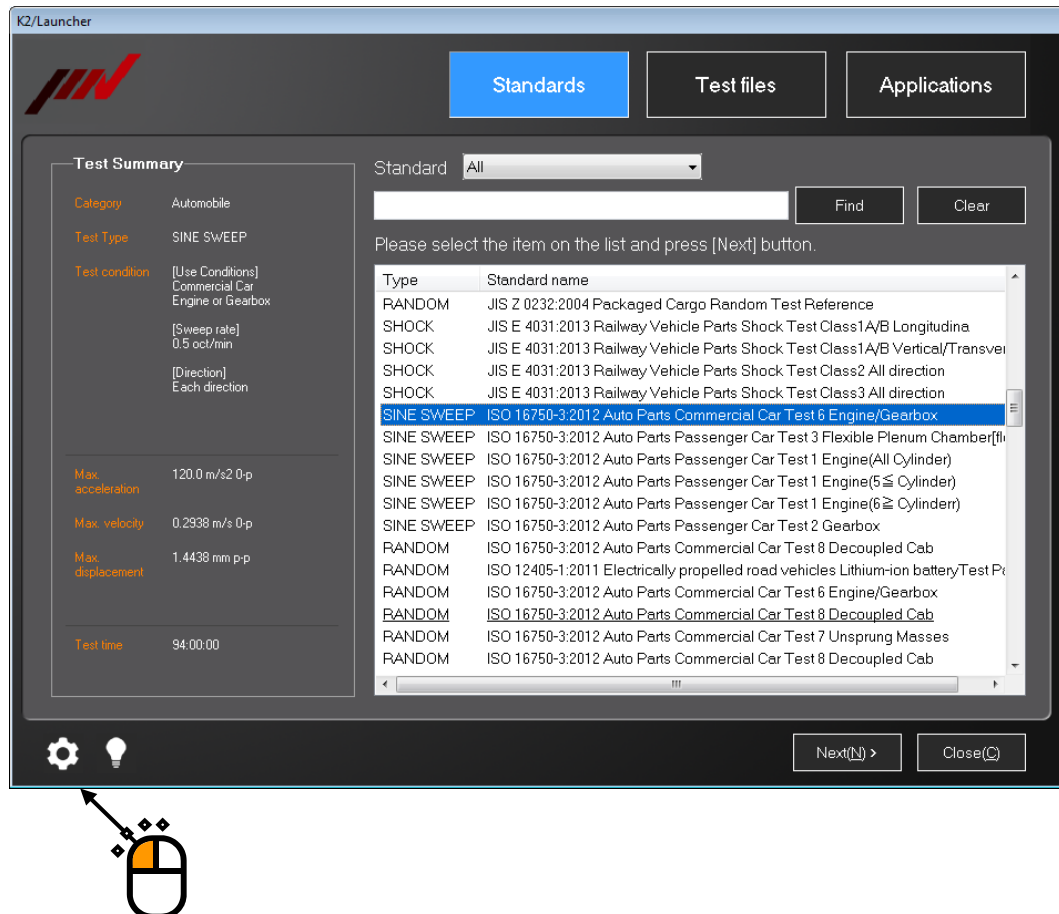 K2/Launcher
Standards
Test files
Applications
Test Summary
Category Automobile
Test Type SINE SWEEP
Test condition [Use Conditions]
Commercial Car
Engine or Gearbox
[Sweep rate]
0.5 oct/min
[Direction]
Each direction
Max. acceleration 120.0 m/s2 0-p
Max. velocity 0.2938 m/s 0-p
Max. displacement 1.4438 mm p-p
Test time 94:00:00
Standard All
Find
Clear
Please select the item on the list and press [Next] button.
Type Standard name
RANDOM JIS Z 0232:2004 Packaged Cargo Random Test Reference
SHOCK JIS E 4031:2013 Railway Vehicle Parts Shock Test Class1A/B Longitudina
SHOCK JIS E 4031:2013 Railway Vehicle Parts Shock Test Class1A/B Vertical/Transver
SHOCK JIS E 4031:2013 Railway Vehicle Parts Shock Test Class2 All direction
SHOCK JIS E 4031:2013 Railway Vehicle Parts Shock Test Class3 All direction
SINE SWEEP ISO 16750-3:2012 Auto Parts Commercial Car Test 6 Engine/Gearbox
SINE SWEEP ISO 16750-3:2012 Auto Parts Passenger Car Test 3 Flexible Plenum Chamber[fl
SINE SWEEP ISO 16750-3:2012 Auto Parts Passenger Car Test 1 Engine(All Cylinder)
SINE SWEEP ISO 16750-3:2012 Auto Parts Passenger Car Test 1 Engine(5≦ Cylinder)
SINE SWEEP ISO 16750-3:2012 Auto Parts Passenger Car Test 1 Engine(6≧ Cylinderr)
SINE SWEEP ISO 16750-3:2012 Auto Parts Passenger Car Test 2 Gearbox
RANDOM ISO 16750-3:2012 Auto Parts Commercial Car Test 8 Decoupled Cab
RANDOM ISO 12405-1:2011 Electrically propelled road vehicles Lithium-ion batteryTest Pa
RANDOM ISO 16750-3:2012 Auto Parts Commercial Car Test 6 Engine/Gearbox
RANDOM ISO 16750-3:2012 Auto Parts Commercial Car Test 8 Decoupled Cab
RANDOM ISO 16750-3:2012 Auto Parts Commercial Car Test 7 Unsprung Masses
RANDOM ISO 16750-3:2012 Auto Parts Commercial Car Test 8 Decoupled Cab
Next(N) >
Close(C)